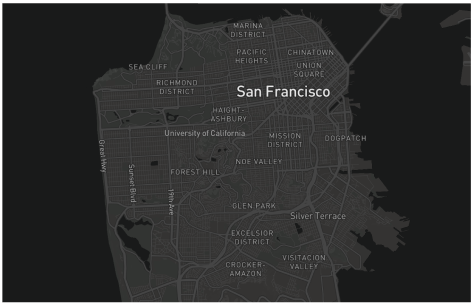 MARINA
DISTRICT
PACIFIC
HEIGHTS
CHINATOWN
UNION
SQUARE
SEA CLIFF
RICHMOND
DISTRICT
San Francisco
HAIGHT-
ASHBURY
University of California
MISSION
DISTRICT
DOGPATCH
Great Hwy
NOE VALLEY
Sunset Blvd
FOREST HILL
19th Ave
GLEN PARK
Silver Terrace
EXCELSIOR
DISTRICT
VISITACION
VALLEY
CROCKER-
AMAZON